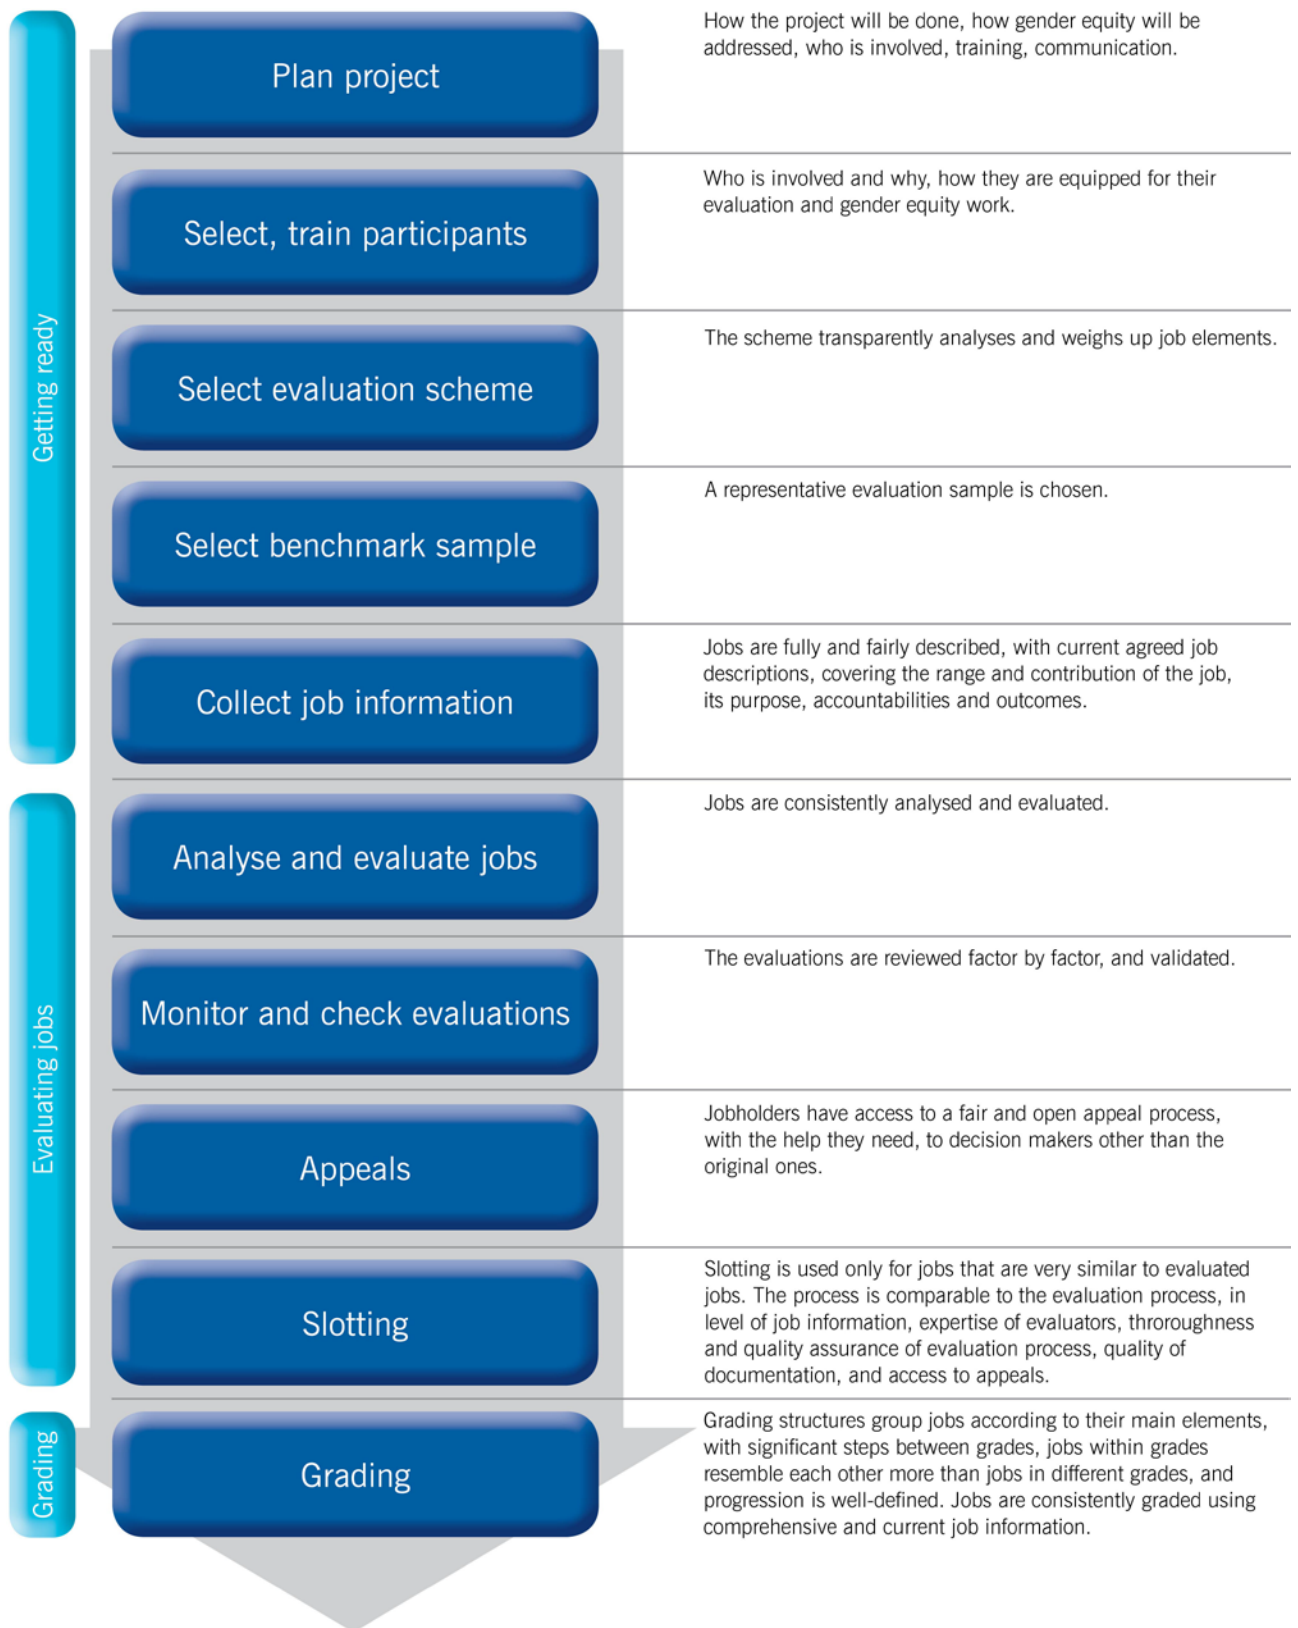 Getting ready
Plan project
How the project will be done, how gender equity will be
addressed, who is involved, training, communication.
Select, train participants
Who is involved and why, how they are equipped for their
evaluation and gender equity work.
Select evaluation scheme
The scheme transparently analyses and weighs up job elements.
Select benchmark sample
A representative evaluation sample is chosen.
Collect job information
Jobs are fully and fairly described, with current agreed job
descriptions, covering the range and contribution of the job,
its purpose, accountabilities and outcomes.
Evaluating jobs
Analyse and evaluate jobs
Jobs are consistently analysed and evaluated.
Monitor and check evaluations
The evaluations are reviewed factor by factor, and validated.
Appeals
Jobholders have access to a fair and open appeal process,
with the help they need, to decision makers other than the
original ones.
Slotting
Slotting is used only for jobs that are very similar to evaluated
jobs. The process is comparable to the evaluation process, in
level of job information, expertise of evaluators, throroughness
and quality assurance of evaluation process, quality of
documentation, and access to appeals.
Grading
Grading
Grading structures group jobs according to their main elements,
with significant steps between grades, jobs within grades
resemble each other more than jobs in different grades, and
progression is well-defined. Jobs are consistently graded using
comprehensive and current job information.